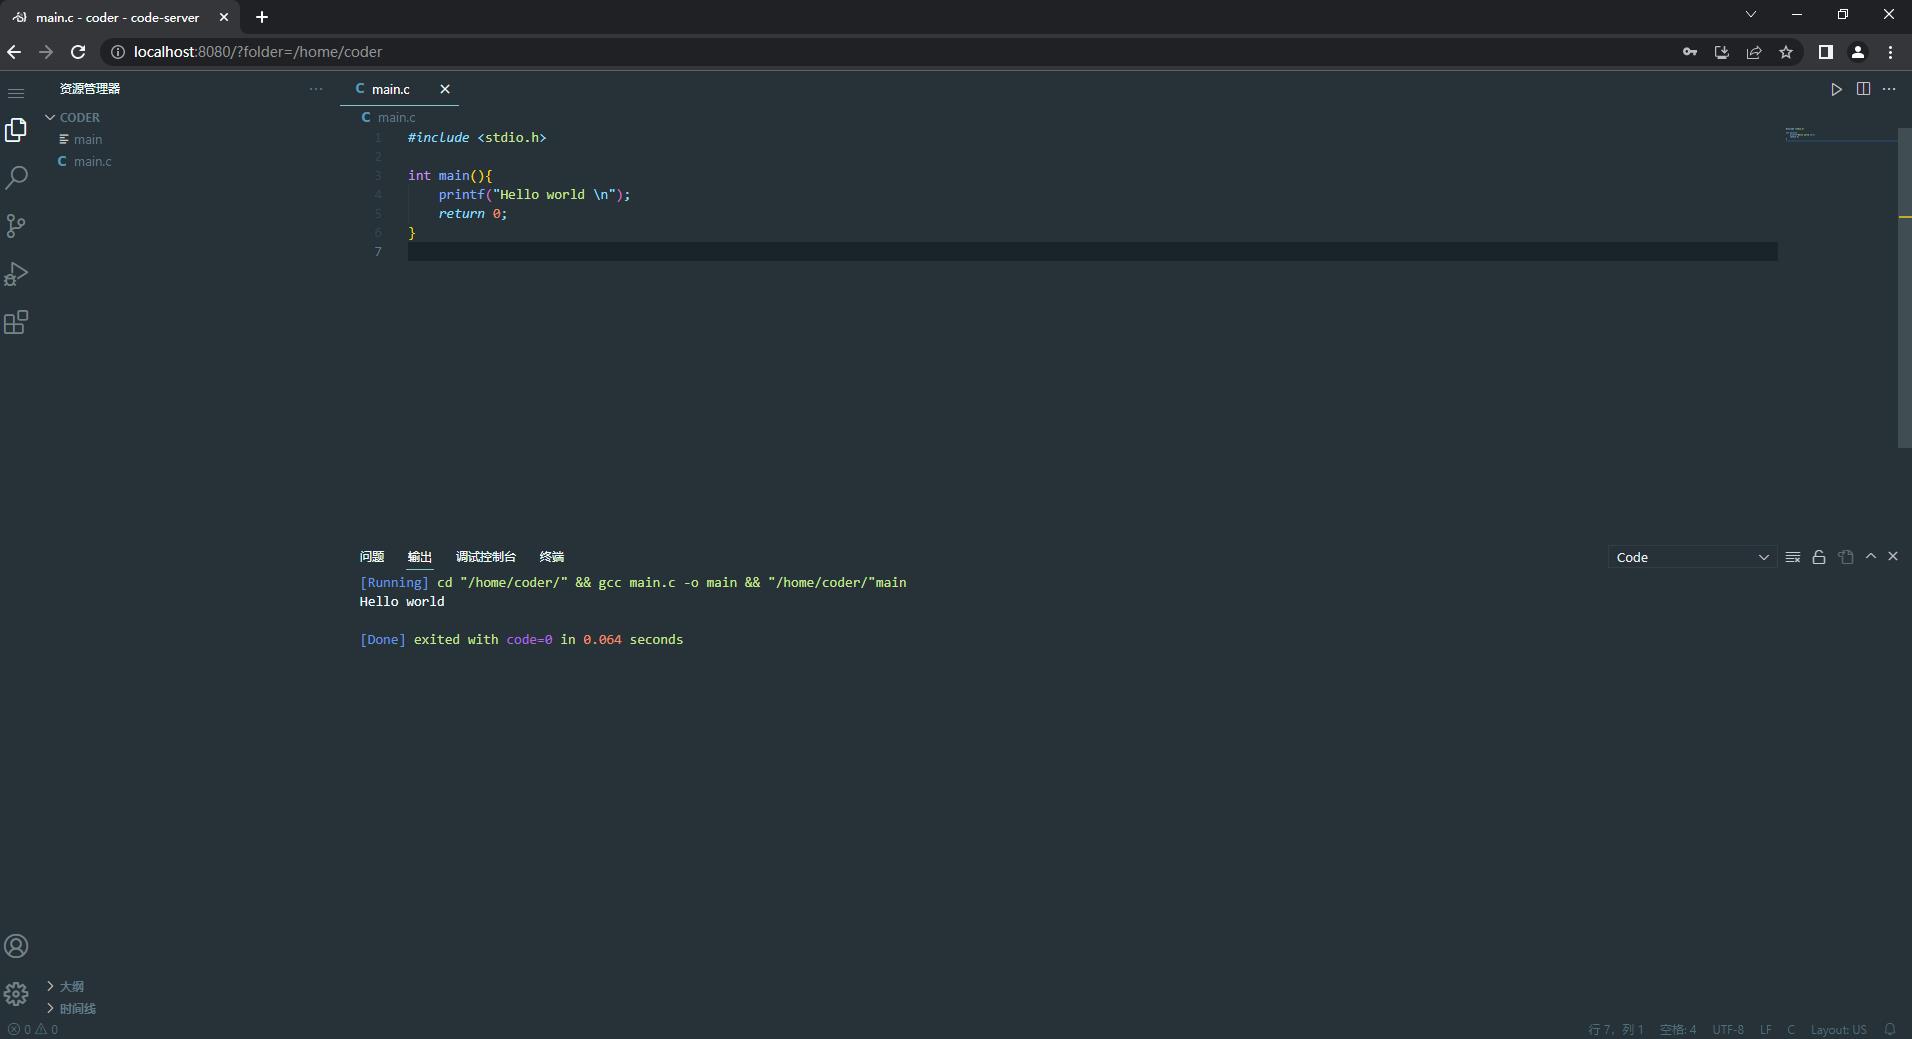 main.c - coder - code-server
localhost:8080/?folder=/home/coder
资源管理器
CODER
main
main.c
main.c
main.c
1 #include <stdio.h>
2
3 int main(){
4 printf("Hello world \n");
5 return 0;
6 }
7
问题 输出 调试控制台 终端
Code
[Running] cd "/home/coder/" && gcc main.c -o main && "/home/coder/"main
Hello world
[Done] exited with code=0 in 0.064 seconds
大纲
时间线
0 0
行 7，列 1 空格: 4 UTF-8 LF C Layout: US